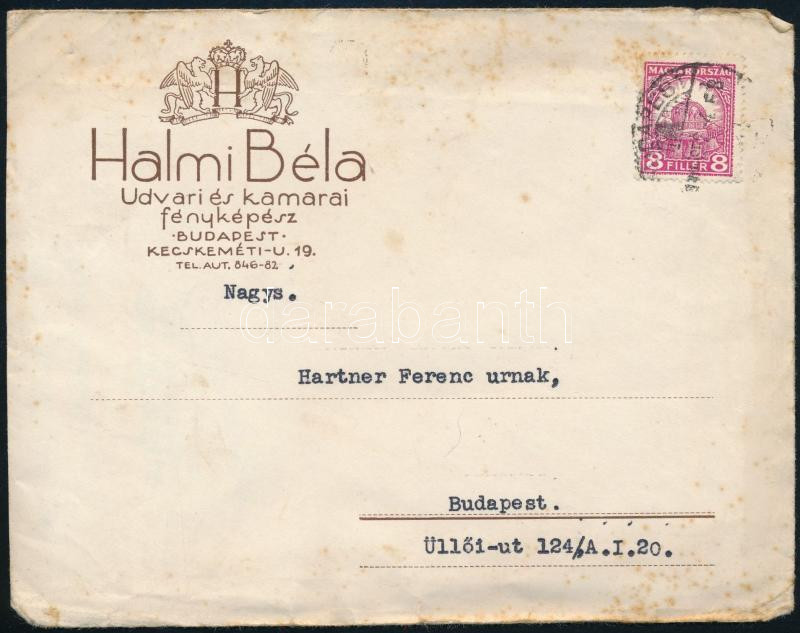 H
Halmi Béla
Udvari és kamarai
fényképész
·BUDAPEST·
KECSKEMÉTI-U. 19.
TEL. AUT. 846-82
MAGYARORSZÁG
8 FILLÉR 8
Nagys.
darabanth
Hartner Ferenc urnak,
Budapest.
Üllői-ut 124/A.I.20.